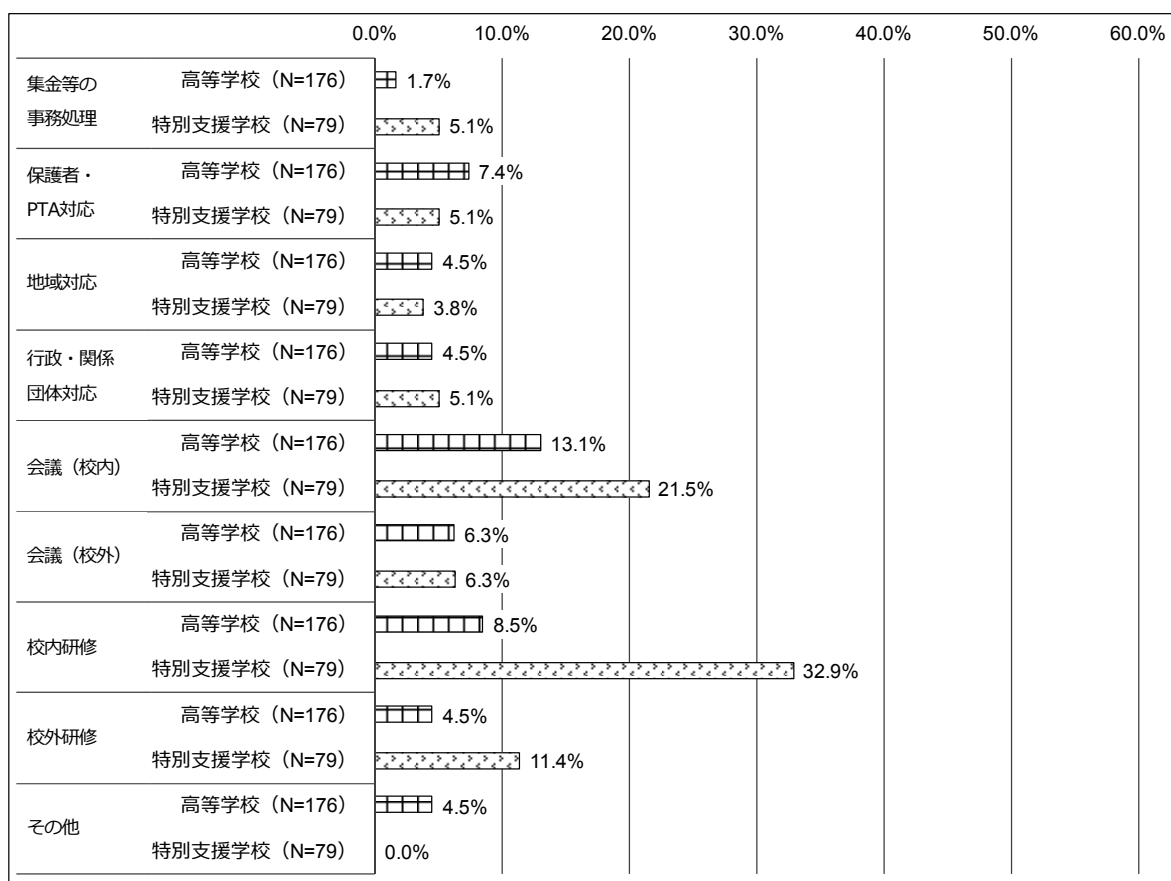 0.0% 10.0% 20.0% 30.0% 40.0% 50.0% 60.0%
集金等の
事務処理
高等学校（N=176） 1.7%
特別支援学校（N=79） 5.1%
保護者・
PTA対応
高等学校（N=176） 7.4%
特別支援学校（N=79） 5.1%
地域対応
高等学校（N=176） 4.5%
特別支援学校（N=79） 3.8%
行政・関係
団体対応
高等学校（N=176） 4.5%
特別支援学校（N=79） 5.1%
会議（校内）
高等学校（N=176） 13.1%
特別支援学校（N=79） 21.5%
会議（校外）
高等学校（N=176） 6.3%
特別支援学校（N=79） 6.3%
校内研修
高等学校（N=176） 8.5%
特別支援学校（N=79） 32.9%
校外研修
高等学校（N=176） 4.5%
特別支援学校（N=79） 11.4%
その他
高等学校（N=176） 4.5%
特別支援学校（N=79） 0.0%